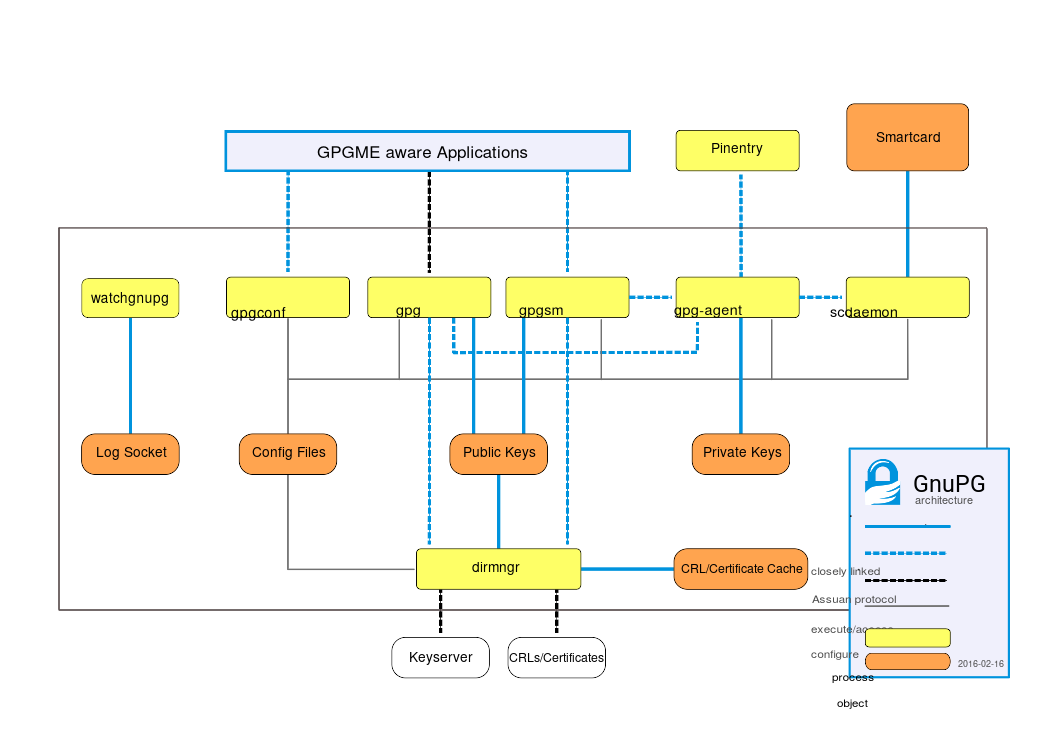 GPGME aware Applications
Pinentry
Smartcard
watchgnupg
gpgconf
gpg
gpgsm
gpg-agent
scdaemon
Log Socket
Config Files
Public Keys
Private Keys
GnuPG
architecture
dirmngr
CRL/Certificate Cache
closely linked
Assuan protocol
execute/access
configure
process
object
2016-02-16
Keyserver
CRLs/Certificates